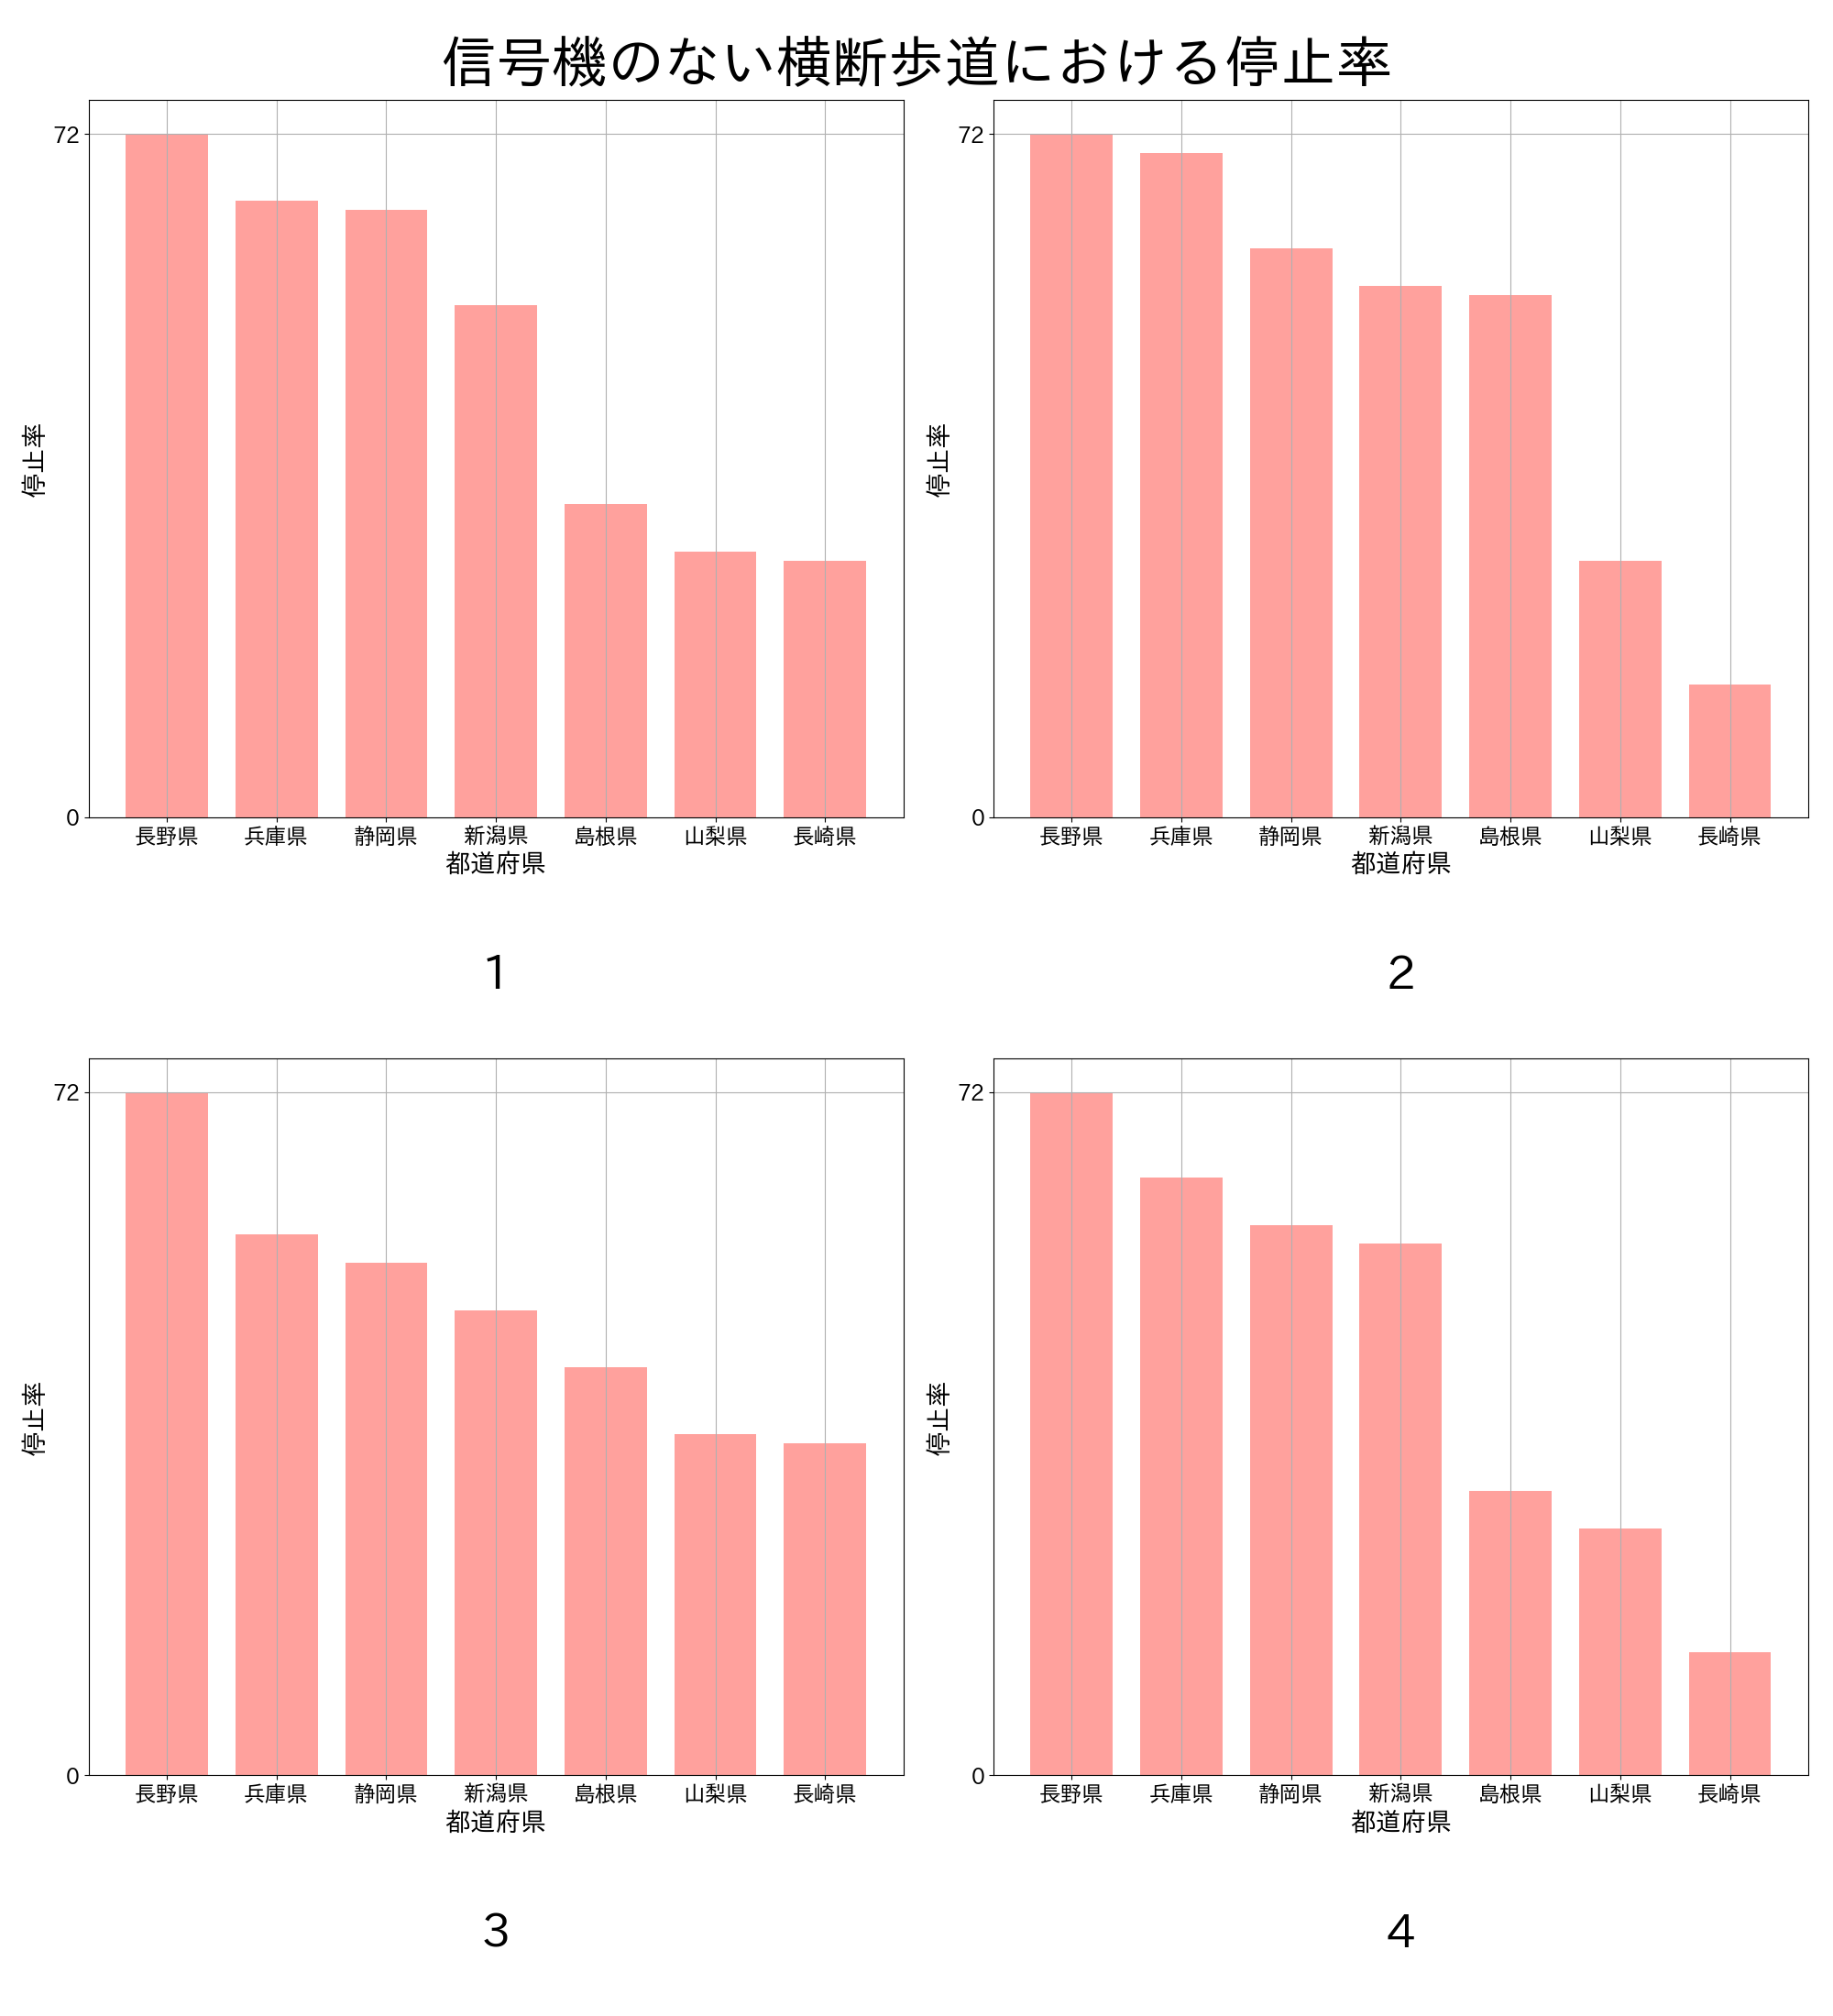 信号機のない横断歩道における停止率
72
0
停止率
長野県 兵庫県 静岡県 新潟県 島根県 山梨県 長崎県
都道府県
1
72
0
停止率
長野県 兵庫県 静岡県 新潟県 島根県 山梨県 長崎県
都道府県
2
72
0
停止率
長野県 兵庫県 静岡県 新潟県 島根県 山梨県 長崎県
都道府県
3
72
0
停止率
長野県 兵庫県 静岡県 新潟県 島根県 山梨県 長崎県
都道府県
4